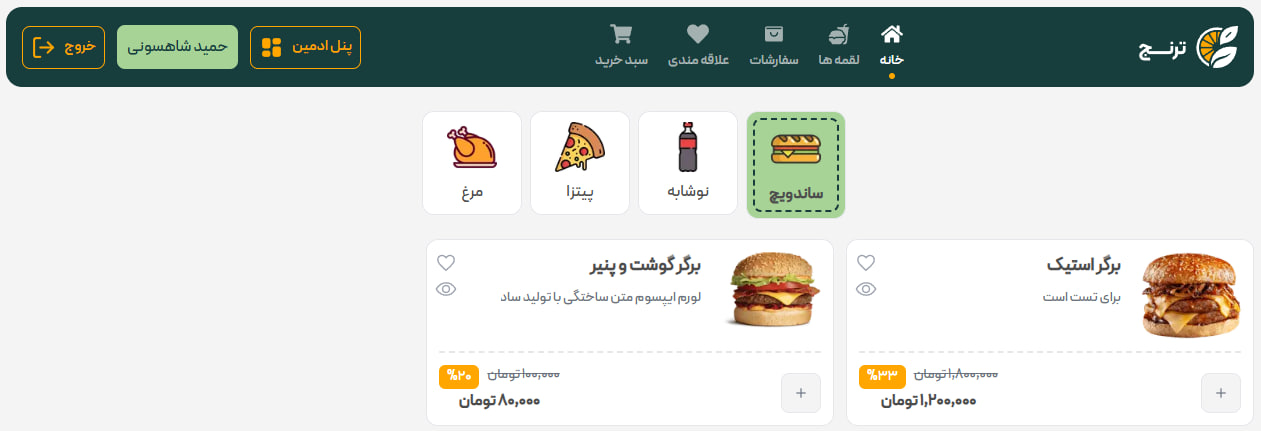 ترنج
خانه
لقمه ها
سفارشات
علاقه مندی
سبد خرید
پنل ادمین
حمید شاهسونی
خروج
ساندویچ
نوشابه
پیتزا
مرغ
برگر استیک
برای تست است
۱,۸۰۰,۰۰۰ تومان
%۳۳
۱,۲۰۰,۰۰۰ تومان
+
برگر گوشت و پنیر
لورم ایپسوم متن ساختگی با تولید ساد
۱۰۰,۰۰۰ تومان
%۲۰
۸۰,۰۰۰ تومان
+